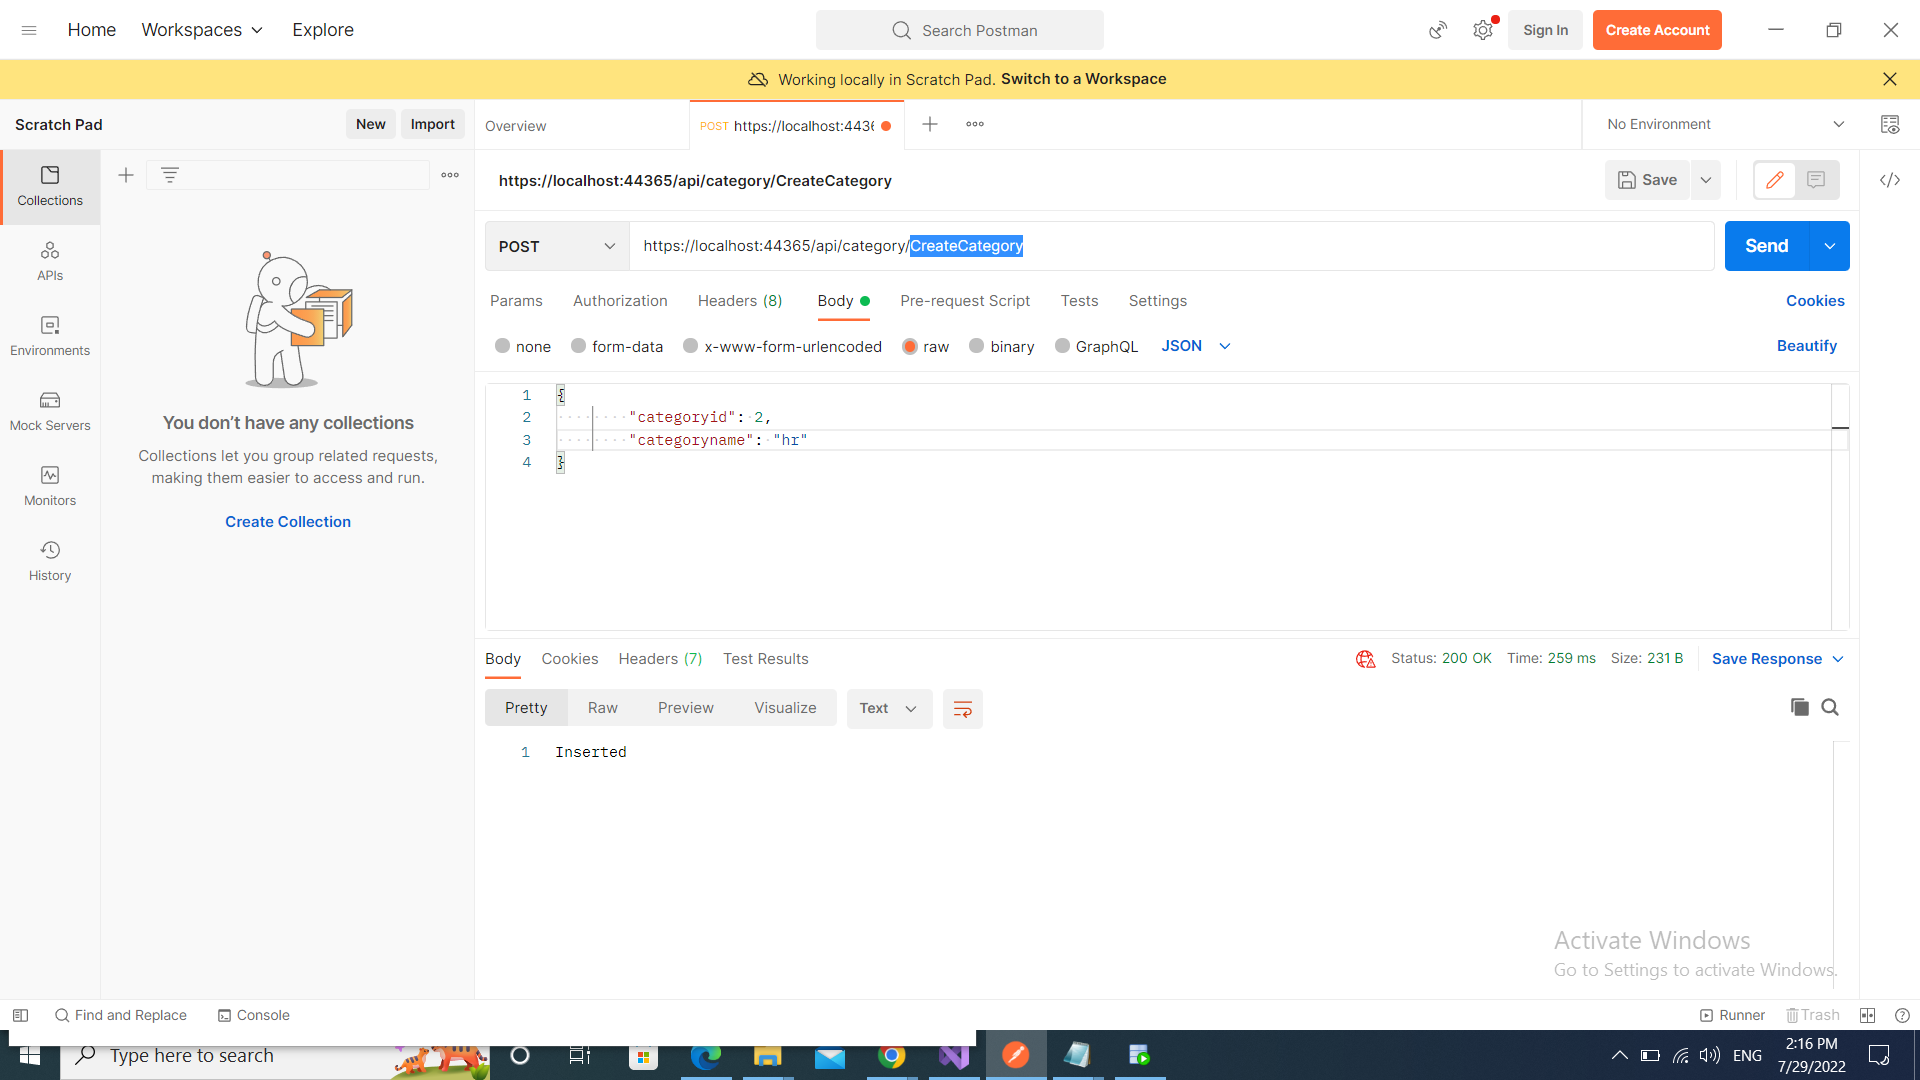 Home
Workspaces
Explore
Search Postman
Sign In
Create Account
Working locally in Scratch Pad. Switch to a Workspace
Scratch Pad
New
Import
Overview
POST https://localhost:4436
No Environment
Collections
APIs
Environments
Mock Servers
Monitors
History
You don’t have any collections
Collections let you group related requests,
making them easier to access and run.
Create Collection
https://localhost:44365/api/category/CreateCategory
Save
POST
https://localhost:44365/api/category/CreateCategory
Send
Params
Authorization
Headers (8)
Body
Pre-request Script
Tests
Settings
Cookies
none
form-data
x-www-form-urlencoded
raw
binary
GraphQL
JSON
Beautify
1 {
2 "categoryid": 2,
3 "categoryname": "hr"
4 }
Body
Cookies
Headers (7)
Test Results
Status: 200 OK
Time: 259 ms
Size: 231 B
Save Response
Pretty
Raw
Preview
Visualize
Text
1 Inserted
Activate Windows
Go to Settings to activate Windows.
Find and Replace
Console
Runner
Trash
Type here to search
ENG
2:16 PM
7/29/2022